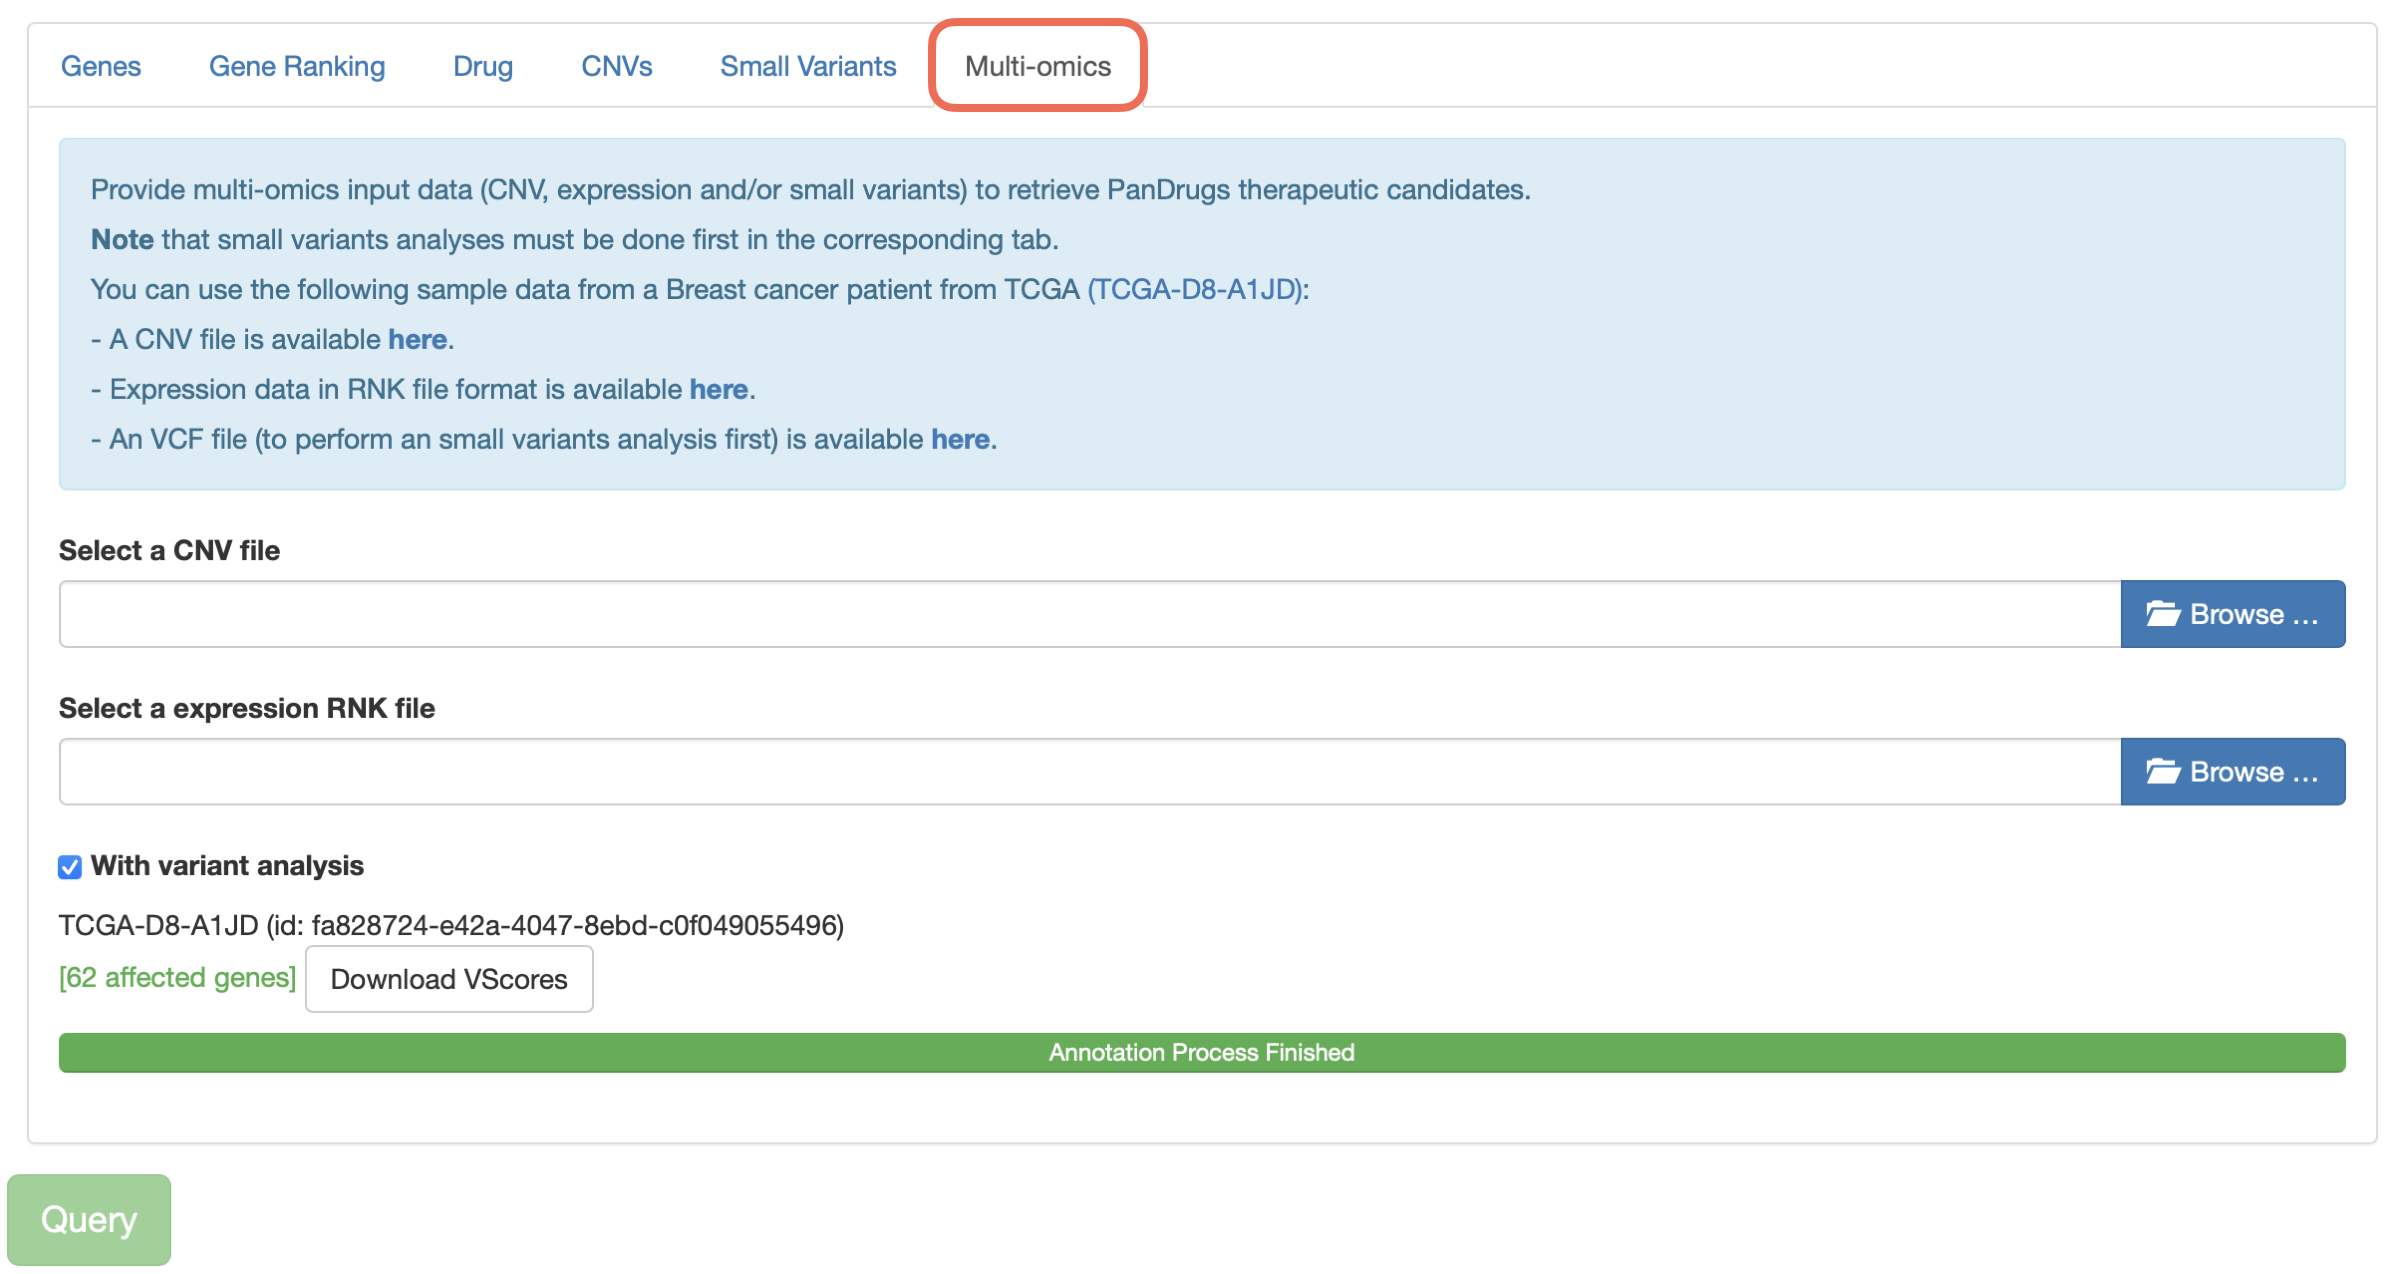 Genes Gene Ranking Drug CNVs Small Variants Multi-omics
Provide multi-omics input data (CNV, expression and/or small variants) to retrieve PanDrugs therapeutic candidates.
Note that small variants analyses must be done first in the corresponding tab.
You can use the following sample data from a Breast cancer patient from TCGA (TCGA-D8-A1JD):
- A CNV file is available here.
- Expression data in RNK file format is available here.
- An VCF file (to perform an small variants analysis first) is available here.
Select a CNV file
Browse ...
Select a expression RNK file
Browse ...
With variant analysis
TCGA-D8-A1JD (id: fa828724-e42a-4047-8ebd-c0f049055496)
[62 affected genes] Download VScores
Annotation Process Finished
Query